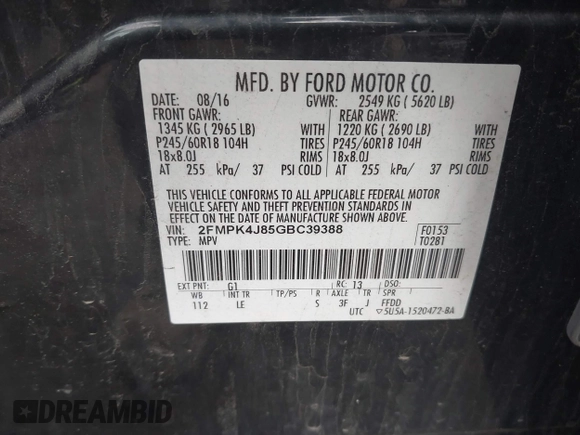 MFD. BY FORD MOTOR CO.
DATE: 08/16 GVWR: 2549 KG ( 5620 LB)
FRONT GAWR: REAR GAWR:
1345 KG ( 2965 LB) WITH 1220 KG ( 2690 LB) WITH
P245/60R18 104H TIRES P245/60R18 104H TIRES
18x8.0J RIMS 18x8.0J RIMS
AT 255 kPa/ 37 PSI COLD AT 255 kPa/ 37 PSI COLD
THIS VEHICLE CONFORMS TO ALL APPLICABLE FEDERAL MOTOR
VEHICLE SAFETY AND THEFT PREVENTION STANDARDS IN
EFFECT ON THE DATE OF MANUFACTURE SHOWN ABOVE.
VIN: 2FMPK4J85GBC39388 F0153
TYPE: MPV T0281
EXT PNT: G1 RC: 13 DSO:
WB INT TR TP/PS R AXLE TR SPR
112 LE S 3F J FFDD
UTC ▽5U5A-1520472-BA
DREAMBID